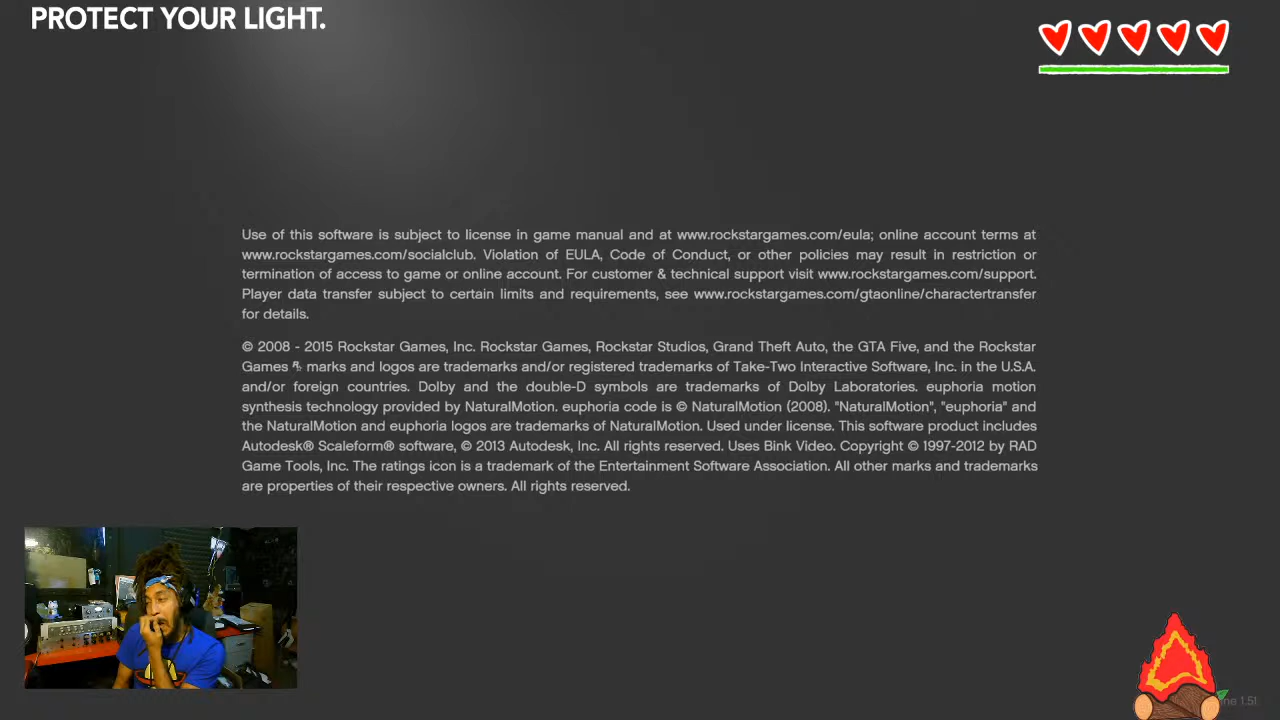 PROTECT YOUR LIGHT.
Use of this software is subject to license in game manual and at www.rockstargames.com/eula; online account terms at
www.rockstargames.com/socialclub. Violation of EULA, Code of Conduct, or other policies may result in restriction or
termination of access to game or online account. For customer & technical support visit www.rockstargames.com/support.
Player data transfer subject to certain limits and requirements, see www.rockstargames.com/gtaonline/charactertransfer
for details.
© 2008 - 2015 Rockstar Games, Inc. Rockstar Games, Rockstar Studios, Grand Theft Auto, the GTA Five, and the Rockstar
Games R* marks and logos are trademarks and/or registered trademarks of Take-Two Interactive Software, Inc. in the U.S.A.
and/or foreign countries. Dolby and the double-D symbols are trademarks of Dolby Laboratories. euphoria motion
synthesis technology provided by NaturalMotion. euphoria code is © NaturalMotion (2008). "NaturalMotion", "euphoria" and
the NaturalMotion and euphoria logos are trademarks of NaturalMotion. Used under license. This software product includes
Autodesk® Scaleform® software, © 2013 Autodesk, Inc. All rights reserved. Uses Bink Video. Copyright © 1997-2012 by RAD
Game Tools, Inc. The ratings icon is a trademark of the Entertainment Software Association. All other marks and trademarks
are properties of their respective owners. All rights reserved.
1.51